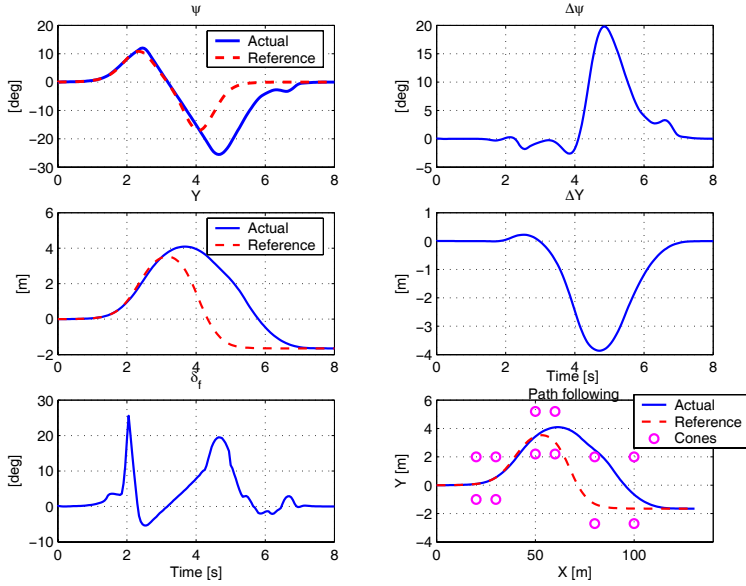 ψ
20
10
0
-10
-20
-30
[deg]
0
2
4
6
8
Actual
Reference
Δψ
20
15
10
5
0
-5
[deg]
0
2
4
6
8
Y
6
4
2
0
-2
[m]
0
2
4
6
8
Actual
Reference
ΔY
1
0
-1
-2
-3
-4
[m]
0
2
4
6
8
Time [s]
δf
30
20
10
0
-10
[deg]
0
2
4
6
8
Time [s]
Path following
6
4
2
0
-2
-4
Y [m]
0
50
100
X [m]
Actual
Reference
Cones